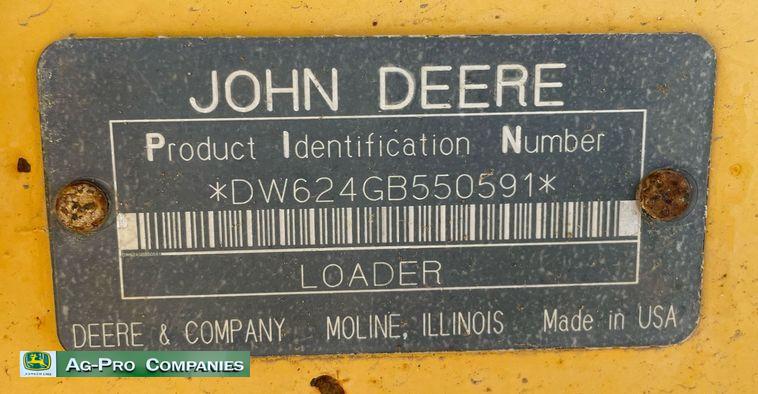 JOHN DEERE
Product Identification Number
*DW624GB550591*
LOADER
DEERE & COMPANY MOLINE, ILLINOIS Made in USA
AG-PRO COMPANIES